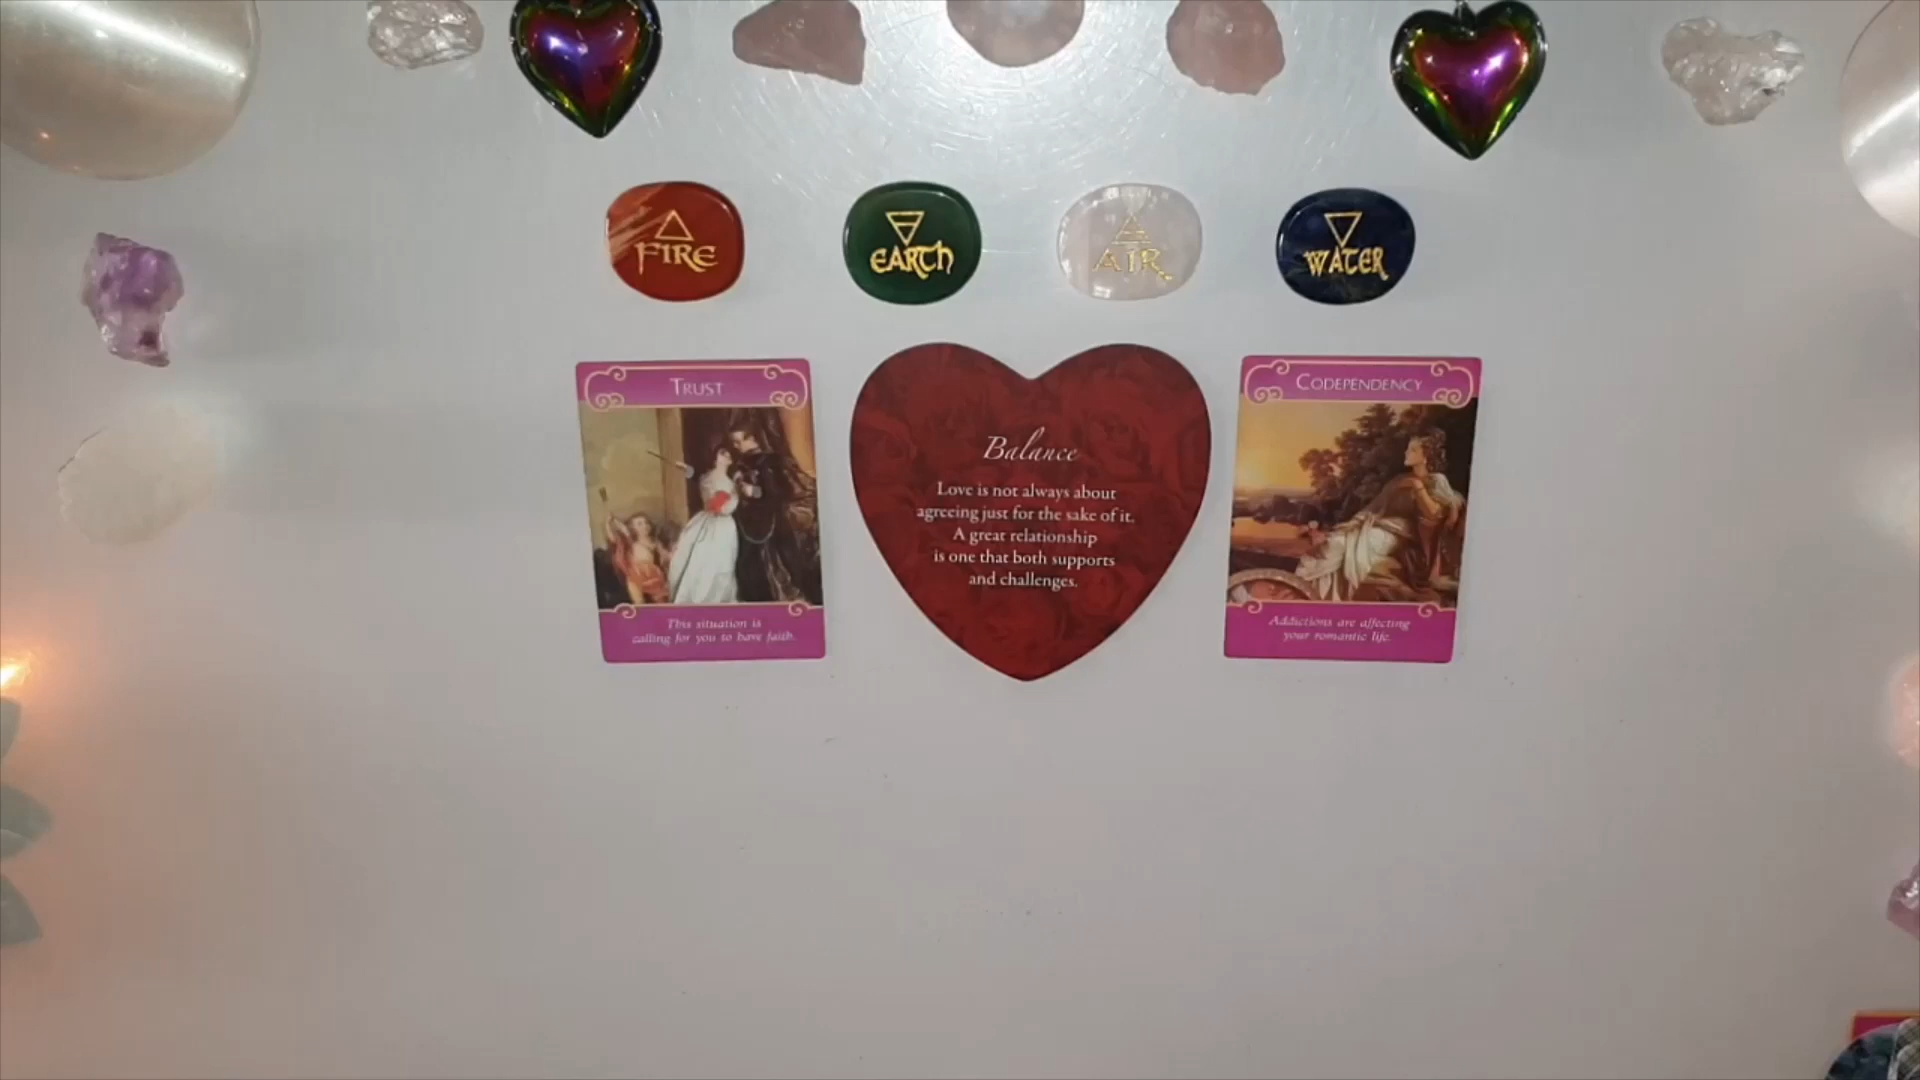 FIRE
EARTH
AIR
WATER
TRUST
This situation is
calling for you to have faith.
Balance
Love is not always about
agreeing just for the sake of it.
A great relationship
is one that both supports
and challenges.
CODEPENDENCY
Addictions are affecting
your romantic life.